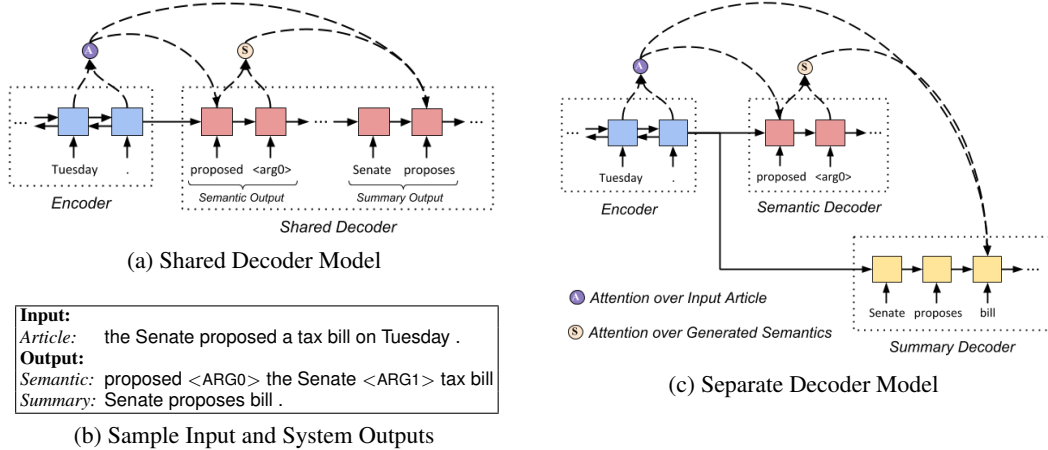 A
S
...
...
...
Tuesday
.
proposed
<arg0>
Senate
proposes
Semantic Output
Summary Output
Encoder
Shared Decoder
(a) Shared Decoder Model
Input:
Article: the Senate proposed a tax bill on Tuesday .
Output:
Semantic: proposed <ARG0> the Senate <ARG1> tax bill
Summary: Senate proposes bill .
(b) Sample Input and System Outputs
A
S
...
...
Tuesday
.
proposed
<arg0>
Encoder
Semantic Decoder
...
A Attention over Input Article
S Attention over Generated Semantics
Senate
proposes
bill
Summary Decoder
(c) Separate Decoder Model